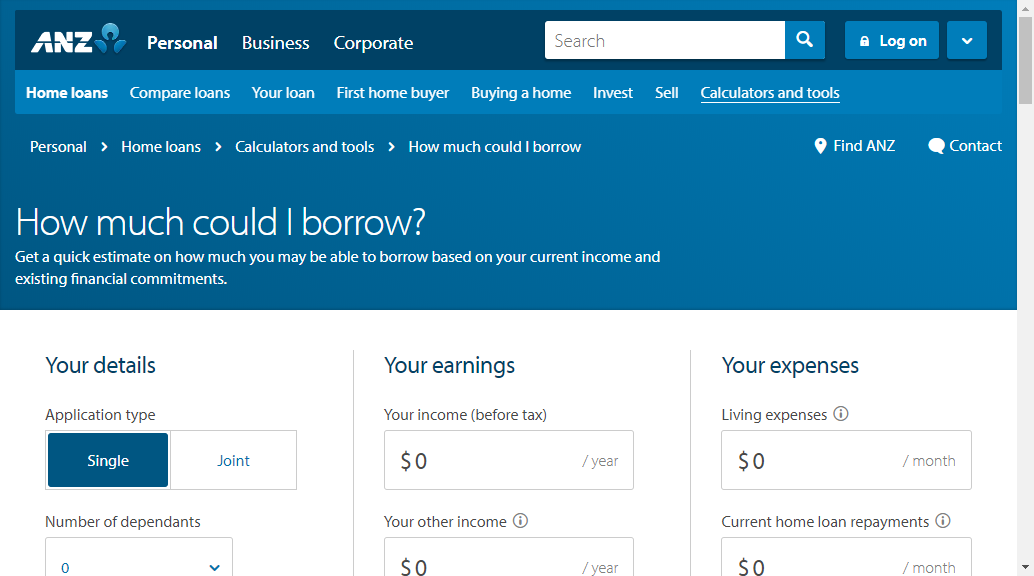 ANZ Personal Business Corporate Search Log on
Home loans Compare loans Your loan First home buyer Buying a home Invest Sell Calculators and tools
Personal Home loans Calculators and tools How much could I borrow Find ANZ Contact
How much could I borrow?
Get a quick estimate on how much you may be able to borrow based on your current income and
existing financial commitments.
Your details
Application type
Single Joint
Number of dependants
0
Your earnings
Your income (before tax)
$ 0 / year
Your other income
$ 0 / year
Your expenses
Living expenses
$ 0 / month
Current home loan repayments
$ 0 / month